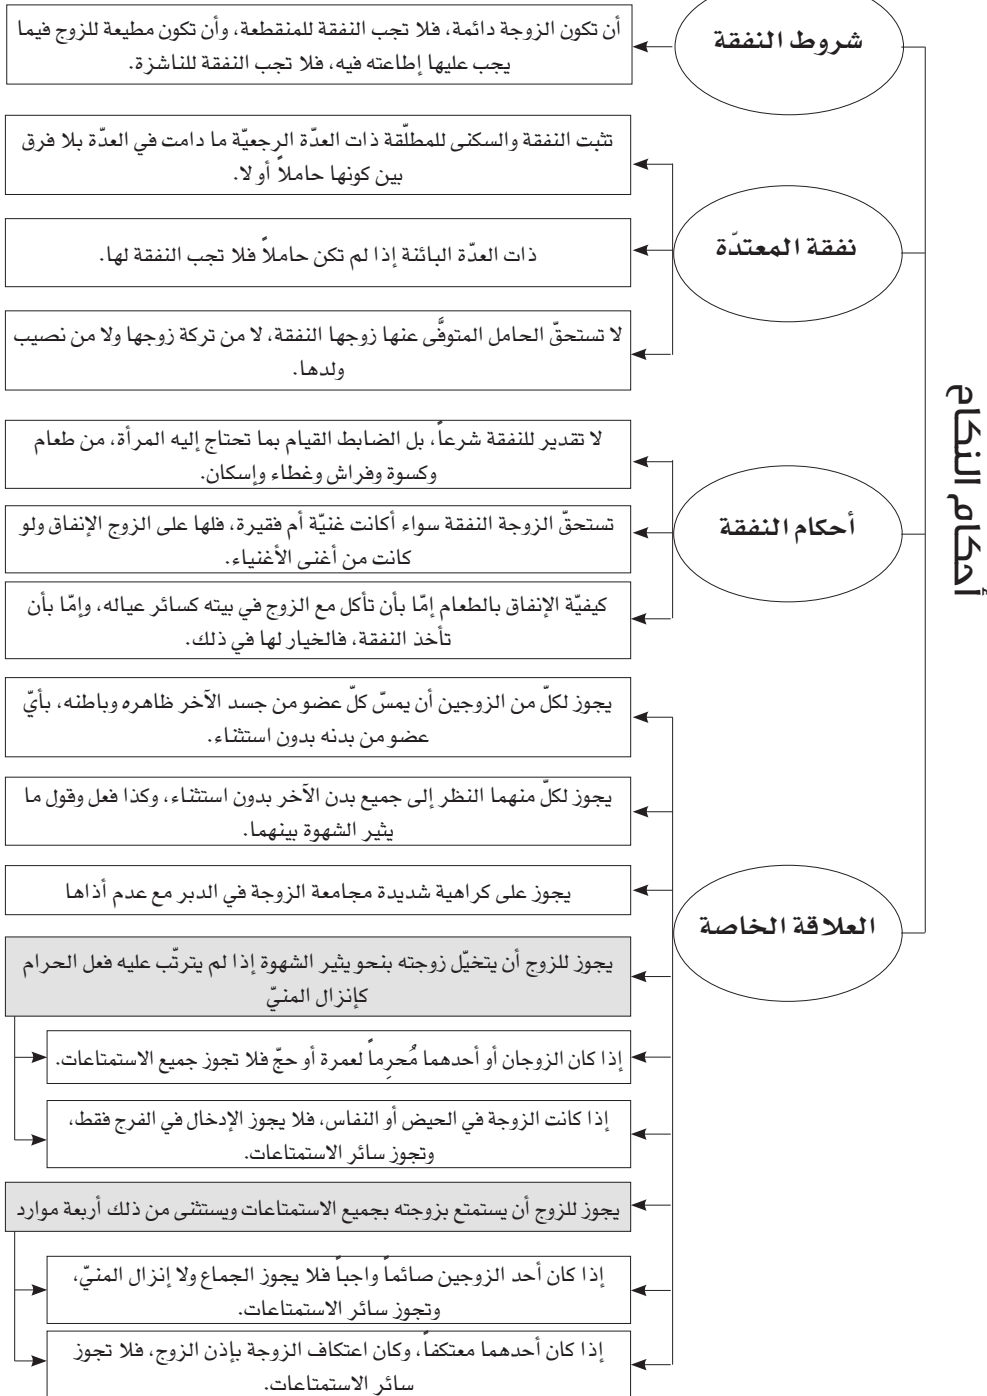 أحكام النكاح
شروط النفقة
أن تكون الزوجة دائمة، فلا تجب النفقة للمنقطعة، وأن تكون مطيعة للزوج فيما
يجب عليها إطاعته فيه، فلا تجب النفقة للناشزة.
نفقة المعتدّة
تثبت النفقة والسكنى للمطلّقة ذات العدّة الرجعيّة ما دامت في العدّة بلا فرق
بين كونها حاملاً أو لا.
ذات العدّة البائنة إذا لم تكن حاملاً فلا تجب النفقة لها.
لا تستحقّ الحامل المتوفَّى عنها زوجها النفقة، لا من تركة زوجها ولا من نصيب
ولدها.
أحكام النفقة
لا تقدير للنفقة شرعاً، بل الضابط القيام بما تحتاج إليه المرأة، من طعام
وكسوة وفراش وغطاء وإسكان.
تستحقّ الزوجة النفقة سواء أكانت غنيّة أم فقيرة، فلها على الزوج الإنفاق ولو
كانت من أغنى الأغنياء.
كيفيّة الإنفاق بالطعام إمّا بأن تأكل مع الزوج في بيته كسائر عياله، وإمّا بأن
تأخذ النفقة، فالخيار لها في ذلك.
العلاقة الخاصة
يجوز لكلّ من الزوجين أن يمسّ كلّ عضو من جسد الآخر ظاهره وباطنه، بأيّ
عضو من بدنه بدون استثناء.
يجوز لكلّ منهما النظر إلى جميع بدن الآخر بدون استثناء، وكذا فعل وقول ما
يثير الشهوة بينهما.
يجوز على كراهية شديدة مجامعة الزوجة في الدبر مع عدم أذاها
يجوز للزوج أن يتخيّل زوجته بنحو يثير الشهوة إذا لم يترتّب عليه فعل الحرام
كإنزال المنيّ
إذا كان الزوجان أو أحدهما مُحرِماً لعمرة أو حجّ فلا تجوز جميع الاستمتاعات.
إذا كانت الزوجة في الحيض أو النفاس، فلا يجوز الإدخال في الفرج فقط،
وتجوز سائر الاستمتاعات.
يجوز للزوج أن يستمتع بزوجته بجميع الاستمتاعات ويستثنى من ذلك أربعة موارد
إذا كان أحد الزوجين صائماً واجباً فلا يجوز الجماع ولا إنزال المنيّ،
وتجوز سائر الاستمتاعات.
إذا كان أحدهما معتكفاً، وكان اعتكاف الزوجة بإذن الزوج، فلا تجوز
سائر الاستمتاعات.